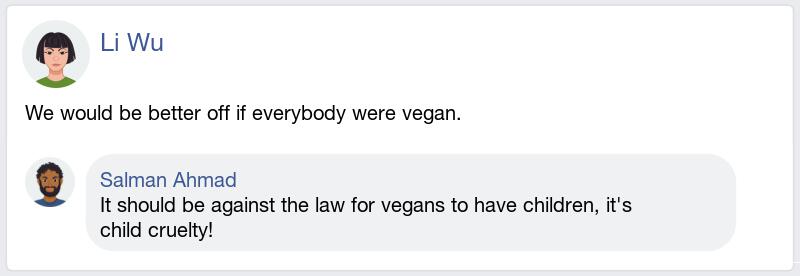 Li Wu
We would be better off if everybody were vegan.
Salman Ahmad
It should be against the law for vegans to have children, it's
child cruelty!